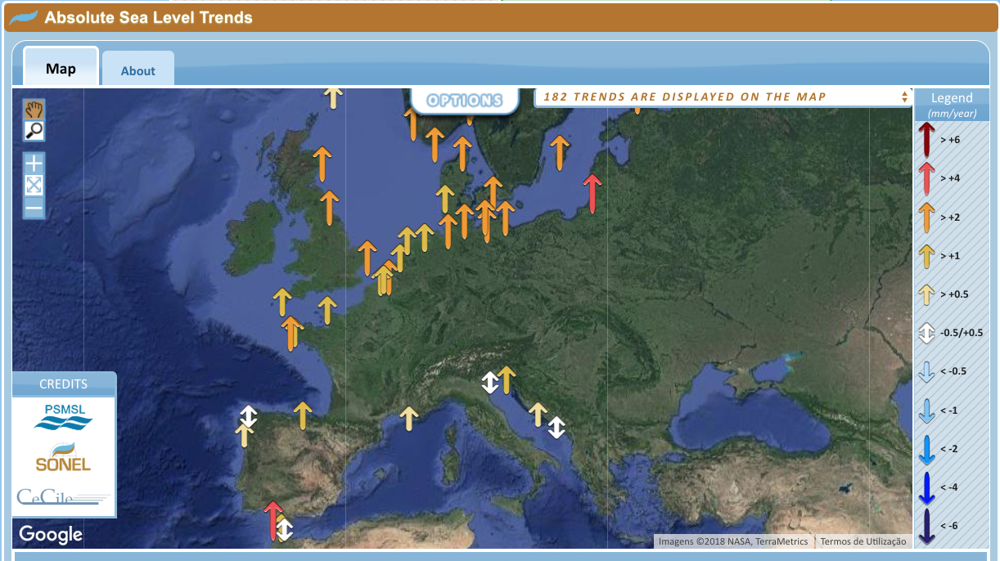 Absolute Sea Level Trends
Map
About
OPTIONS
182 TRENDS ARE DISPLAYED ON THE MAP
Legend
(mm/year)
> +6
> +4
> +2
> +1
> +0.5
-0.5/+0.5
< -0.5
< -1
< -2
< -4
< -6
CREDITS
PSMSL
SONEL
CeCile
Google
Imagens ©2018 NASA, TerraMetrics
Termos de Utilização